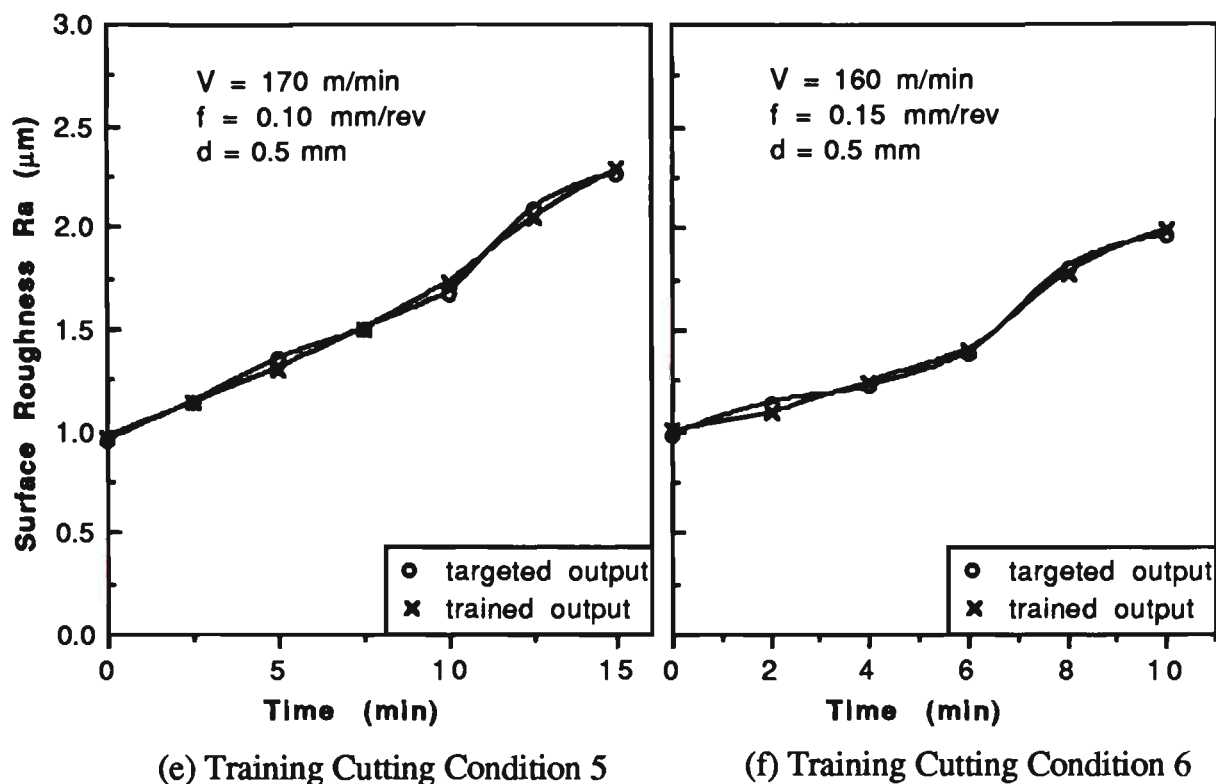 3.0
2.5
2.0
1.5
1.0
0.5
0.0
Surface Roughness Ra (μm)
V = 170 m/min
f = 0.10 mm/rev
d = 0.5 mm
o targeted output
x trained output
0 5 10 15
Time (min)
(e) Training Cutting Condition 5
V = 160 m/min
f = 0.15 mm/rev
d = 0.5 mm
o targeted output
x trained output
0 2 4 6 8 10
Time (min)
(f) Training Cutting Condition 6